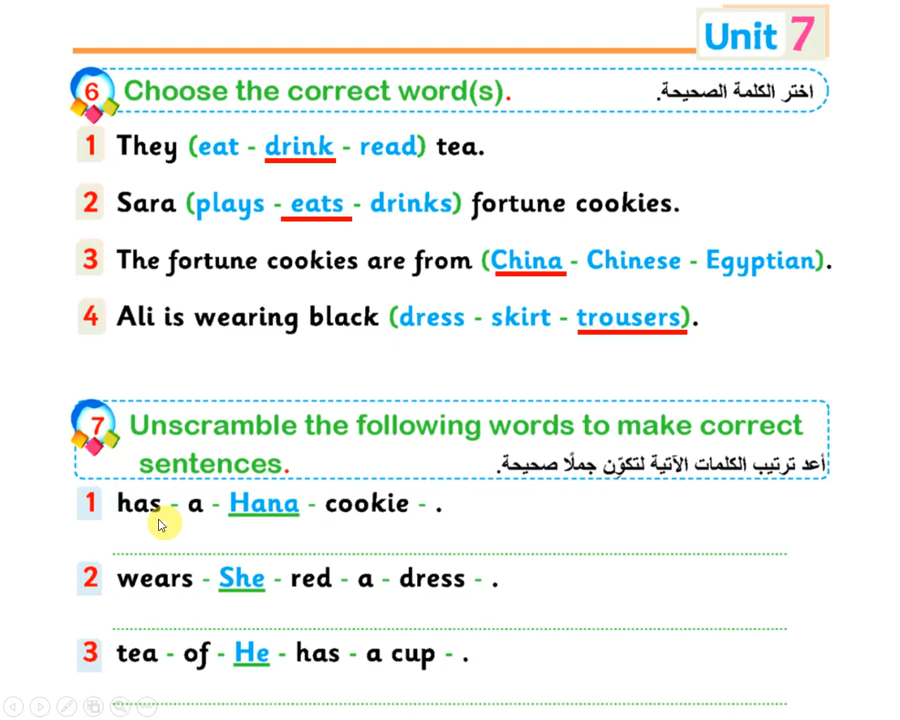 Unit 7
6 Choose the correct word(s). اختر الكلمة الصحيحة.
1 They (eat - drink - read) tea.
2 Sara (plays - eats - drinks) fortune cookies.
3 The fortune cookies are from (China - Chinese - Egyptian).
4 Ali is wearing black (dress - skirt - trousers).
7 Unscramble the following words to make correct
sentences. أعد ترتيب الكلمات الآتية لتكوِّن جملًا صحيحة.
1 has - a - Hana - cookie - .
2 wears - She - red - a - dress - .
3 tea - of - He - has - a cup - .